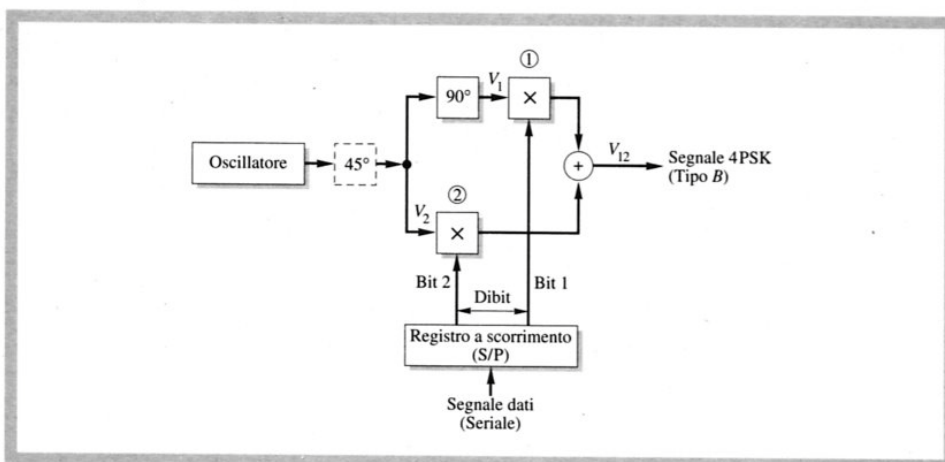 ①
90°
V₁
×
Oscillatore
45°
+
V₁₂
Segnale 4PSK
(Tipo B)
②
V₂
×
Bit 2
Bit 1
Dibit
Registro a scorrimento
(S/P)
Segnale dati
(Seriale)